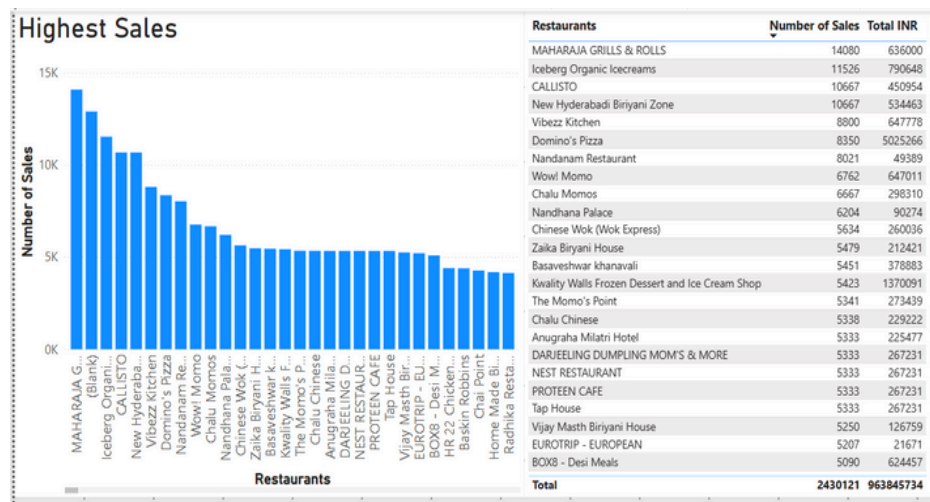 Highest Sales
15K
10K
5K
0K
Number of Sales
MAHARAJA G...
(Blank)
Iceberg Organi...
CALLISTO
New Hyderaba...
Vibezz Kitchen
Domino's Pizza
Nandanam Re...
Wow! Momo
Chalu Momos
Nandhana Pala...
Chinese Wok (...
Zaika Biryani H...
Basaveshwar k...
Kwality Walls F...
The Momo's P...
Chalu Chinese
Anugraha Mila...
DARJEELING D...
NEST RESTAUR...
PROTEEN CAFE
Tap House
Vijay Masth Bir...
EUROTRIP - EU...
BOX8 - Desi M...
HR 22 Chicken...
Baskin Robbins
Chai Point
Home Made Bi...
Radhika Resta...
Restaurants
Restaurants Number of Sales Total INR
MAHARAJA GRILLS & ROLLS 14080 636000
Iceberg Organic Icecreams 11526 790648
CALLISTO 10667 450954
New Hyderabadi Biriyani Zone 10667 534463
Vibezz Kitchen 8800 647778
Domino's Pizza 8350 5025266
Nandanam Restaurant 8021 49389
Wow! Momo 6762 647011
Chalu Momos 6667 298310
Nandhana Palace 6204 90274
Chinese Wok (Wok Express) 5634 260036
Zaika Biryani House 5479 212421
Basaveshwar khanavali 5451 378883
Kwality Walls Frozen Dessert and Ice Cream Shop 5423 1370091
The Momo's Point 5341 273439
Chalu Chinese 5338 229222
Anugraha Milatri Hotel 5333 225477
DARJEELING DUMPLING MOM'S & MORE 5333 267231
NEST RESTAURANT 5333 267231
PROTEEN CAFE 5333 267231
Tap House 5333 267231
Vijay Masth Biriyani House 5250 126759
EUROTRIP - EUROPEAN 5207 21671
BOX8 - Desi Meals 5090 624457
Total 2430121 963845734